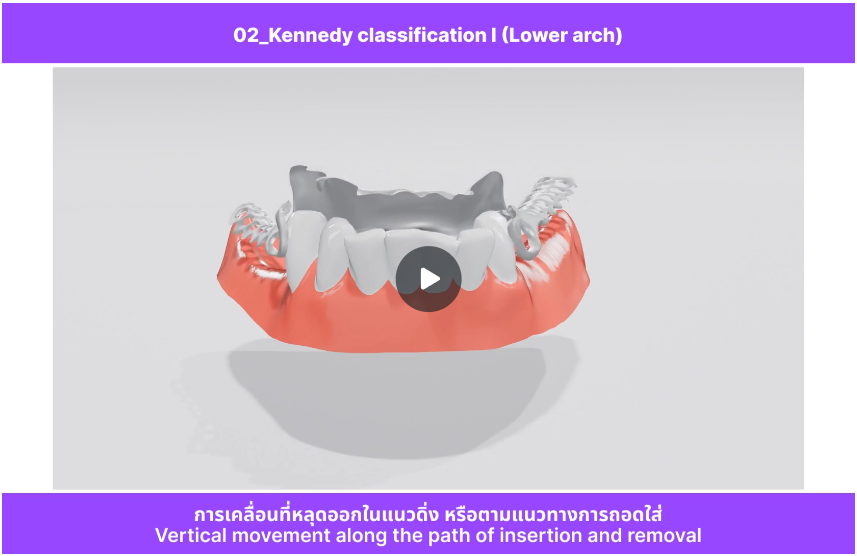 02_Kennedy classification I (Lower arch)
การเคลื่อนที่หลุดออกในแนวดิ่ง หรือตามแนวทางการถอดใส่
Vertical movement along the path of insertion and removal